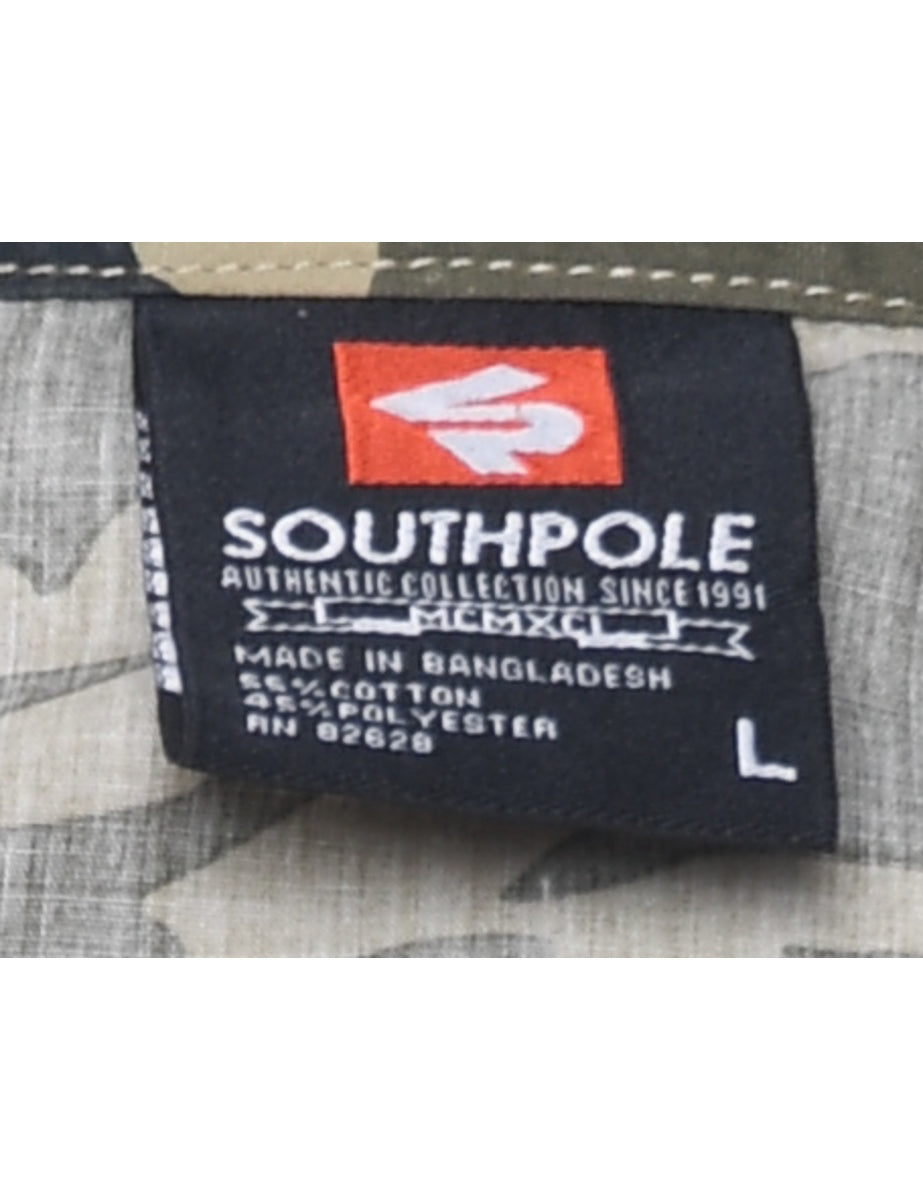 SOUTHPOLE
AUTHENTIC COLLECTION SINCE 1991
MCMXCI
MADE IN BANGLADESH
55%COTTON
45%POLYESTER
RN 82628
L